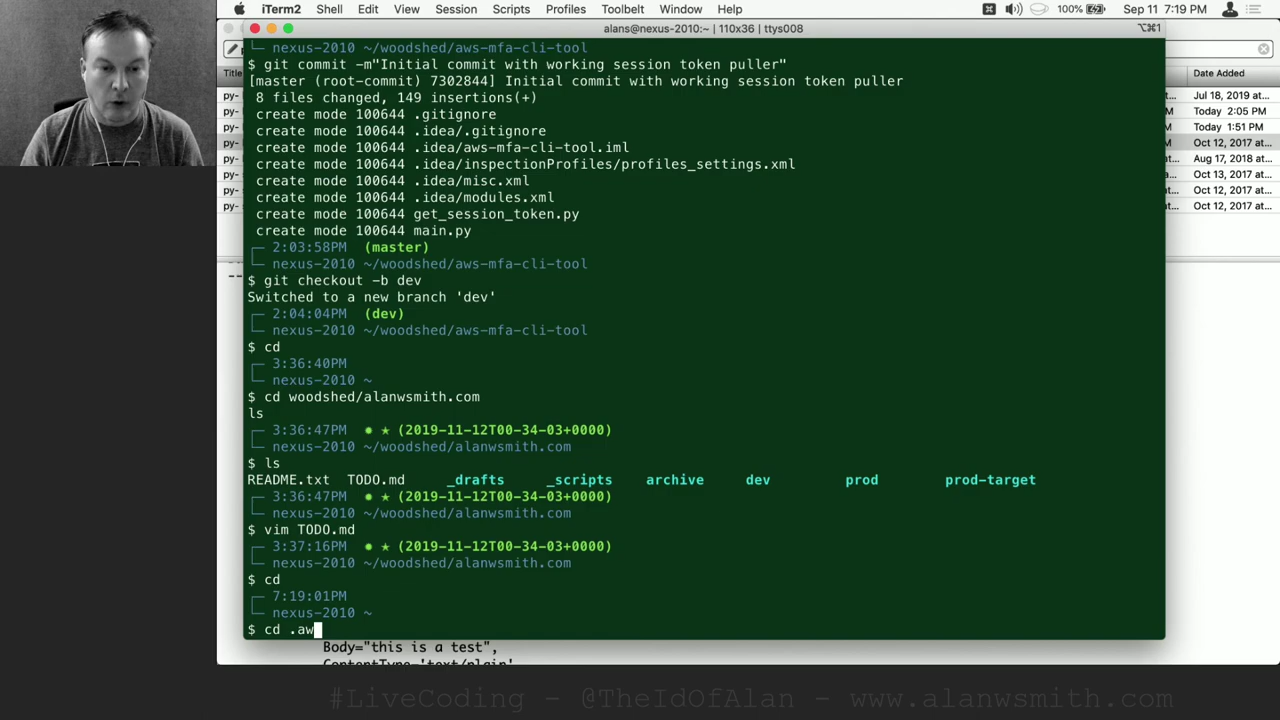 iTerm2 Shell Edit View Session Scripts Profiles Toolbelt Window Help 100% Sep 11 7:19 PM
alans@nexus-2010:~ | 110x36 | ttys008 ⌥⌘1
Title
Date Added
py-
Jul 18, 2019 at...
py-
Today 2:05 PM
py-
Today 1:51 PM
py-
Oct 12, 2017 at...
py-
Aug 17, 2018 at...
py-
Oct 13, 2017 at...
py-
Oct 12, 2017 at...
py-
Oct 12, 2017 at...
--
nexus-2010 ~/woodshed/aws-mfa-cli-tool
$ git commit -m"Initial commit with working session token puller"
[master (root-commit) 7302844] Initial commit with working session token puller
8 files changed, 149 insertions(+)
create mode 100644 .gitignore
create mode 100644 .idea/.gitignore
create mode 100644 .idea/aws-mfa-cli-tool.iml
create mode 100644 .idea/inspectionProfiles/profiles_settings.xml
create mode 100644 .idea/misc.xml
create mode 100644 .idea/modules.xml
create mode 100644 get_session_token.py
create mode 100644 main.py
2:03:58PM (master)
nexus-2010 ~/woodshed/aws-mfa-cli-tool
$ git checkout -b dev
Switched to a new branch 'dev'
2:04:04PM (dev)
nexus-2010 ~/woodshed/aws-mfa-cli-tool
$ cd
3:36:40PM
nexus-2010 ~
$ cd woodshed/alanwsmith.com
ls
3:36:47PM ● ★ (2019-11-12T00-34-03+0000)
nexus-2010 ~/woodshed/alanwsmith.com
$ ls
README.txt TODO.md _drafts _scripts archive dev prod prod-target
3:36:47PM ● ★ (2019-11-12T00-34-03+0000)
nexus-2010 ~/woodshed/alanwsmith.com
$ vim TODO.md
3:37:16PM ● ★ (2019-11-12T00-34-03+0000)
nexus-2010 ~/woodshed/alanwsmith.com
$ cd
7:19:01PM
nexus-2010 ~
$ cd .aw
Body="this is a test",
ContentType='text/plain'
#LiveCoding - @TheIdOfAlan - www.alanwsmith.com